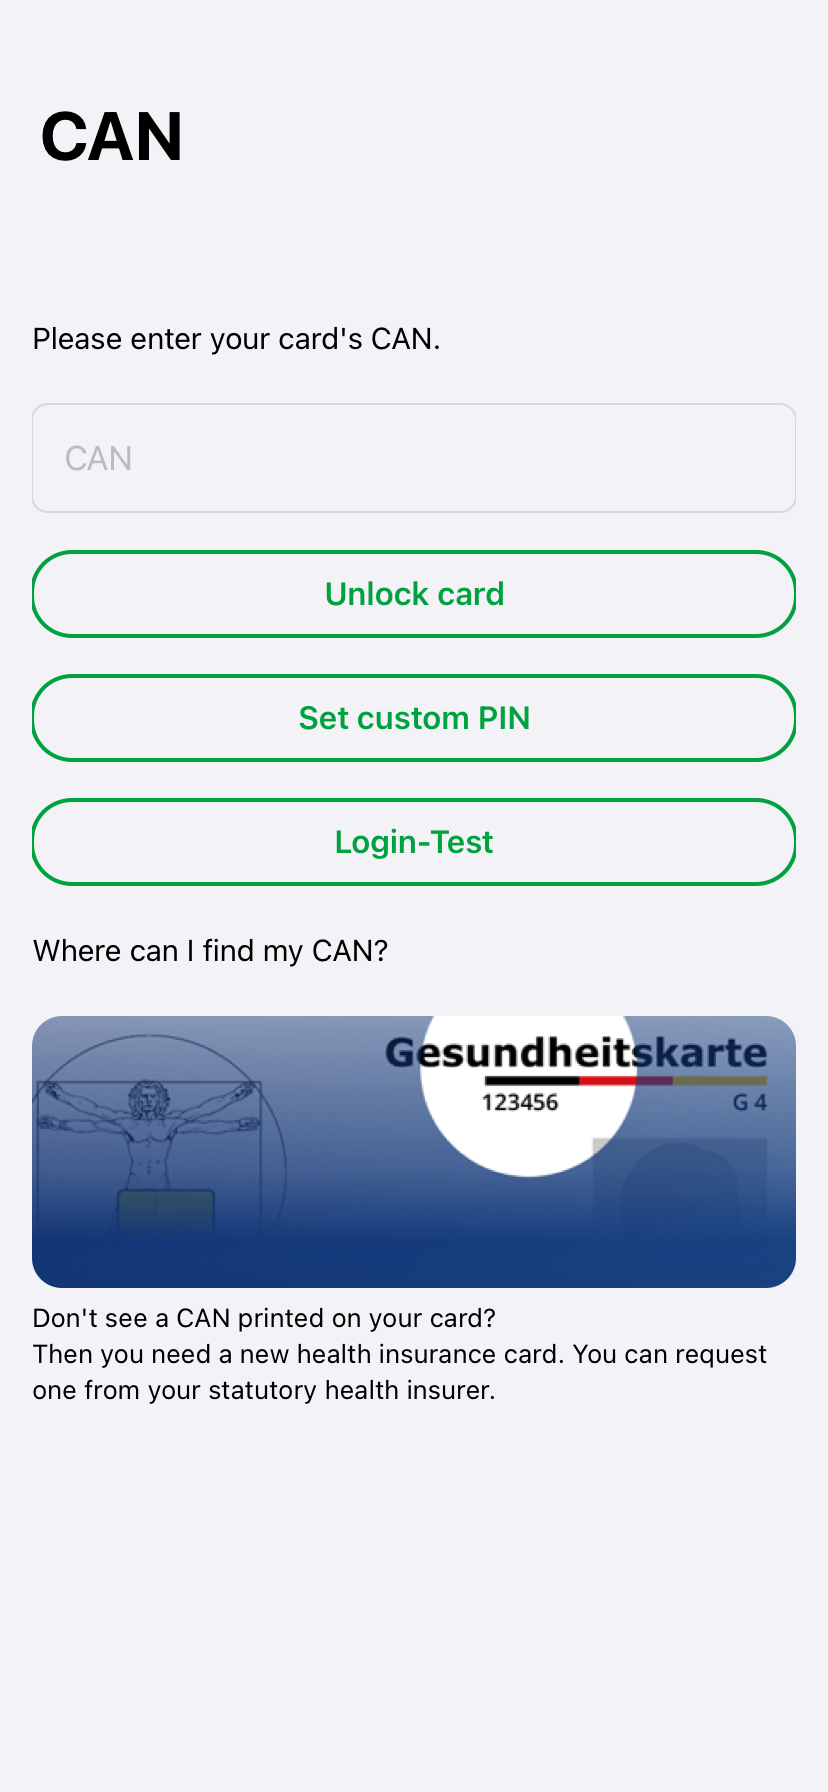 CAN
Please enter your card's CAN.
CAN
Unlock card
Set custom PIN
Login-Test
Where can I find my CAN?
Gesundheitskarte
123456 G 4
Don't see a CAN printed on your card?
Then you need a new health insurance card. You can request
one from your statutory health insurer.